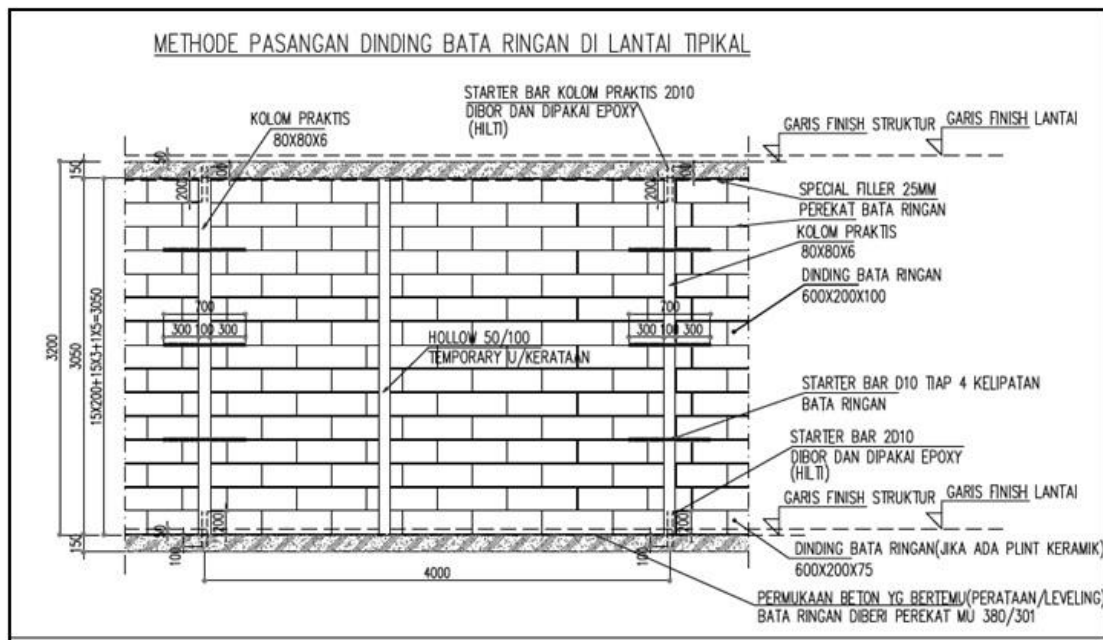 METHODE PASANGAN DINDING BATA RINGAN DI LANTAI TIPIKAL
STARTER BAR KOLOM PRAKTIS 2D10
DIBOR DAN DIPAKAI EPOXY
(HILTI)
KOLOM PRAKTIS
80X80X6
GARIS FINISH STRUKTUR
GARIS FINISH LANTAI
150
50
200
100
200
100
SPECIAL FILLER 25MM
PEREKAT BATA RINGAN
KOLOM PRAKTIS
80X80X6
DINDING BATA RINGAN
600X200X100
700
300 100 300
700
300 100 300
3200
3050
15X200+15X3+1X5=3050
HOLLOW 50/100
TEMPORARY U/KERATAAN
STARTER BAR D10 TIAP 4 KELIPATAN
BATA RINGAN
STARTER BAR 2D10
DIBOR DAN DIPAKAI EPOXY
(HILTI)
GARIS FINISH STRUKTUR
GARIS FINISH LANTAI
150
50
100
200
100
200
4000
DINDING BATA RINGAN(JIKA ADA PLINT KERAMIK)
600X200X75
PERMUKAAN BETON YG BERTEMU(PERATAAN/LEVELING)
BATA RINGAN DIBERI PEREKAT MU 380/301